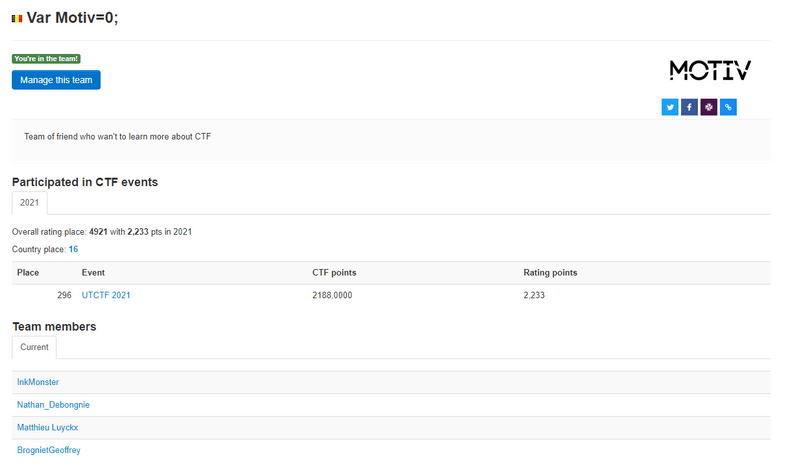 Var Motiv=0;
You're in the team!
Manage this team
MOTIV
Team of friend who wan't to learn more about CTF
Participated in CTF events
2021
Overall rating place: 4921 with 2,233 pts in 2021
Country place: 16
Place Event CTF points Rating points
296 UTCTF 2021 2188,0000 2,233
Team members
Current
InkMonster
Nathan_Debongnie
Matthieu Luyckx
BrognietGeoffrey